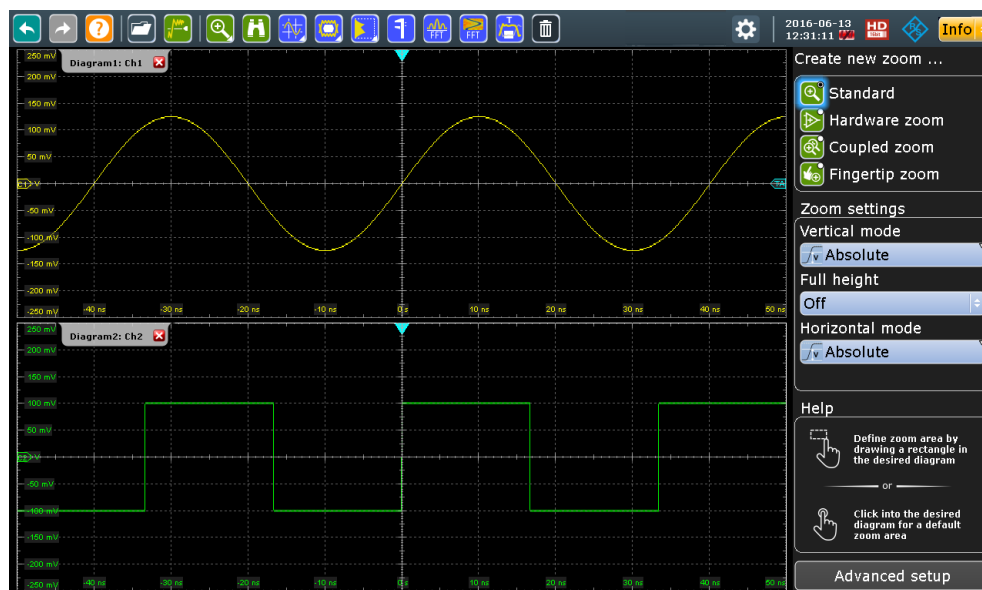 2016-06-13
12:31:11
HD
Info
Create new zoom ...
Standard
Hardware zoom
Coupled zoom
Fingertip zoom
Zoom settings
Vertical mode
Absolute
Full height
Off
Horizontal mode
Absolute
Help
Define zoom area by
drawing a rectangle in
the desired diagram
or
Click into the desired
diagram for a default
zoom area
Advanced setup
FFT
FFT
T
Diagram1: Ch1
250 mV
200 mV
150 mV
100 mV
50 mV
C1 V
TA
-50 mV
-100 mV
-150 mV
-200 mV
-250 mV
-40 ns -30 ns -20 ns -10 ns 0 s 10 ns 20 ns 30 ns 40 ns 50 ns
Diagram2: Ch2
250 mV
200 mV
150 mV
100 mV
50 mV
C2 V
-50 mV
-100 mV
-150 mV
-200 mV
-250 mV
-40 ns -30 ns -20 ns -10 ns 0 s 10 ns 20 ns 30 ns 40 ns 50 ns